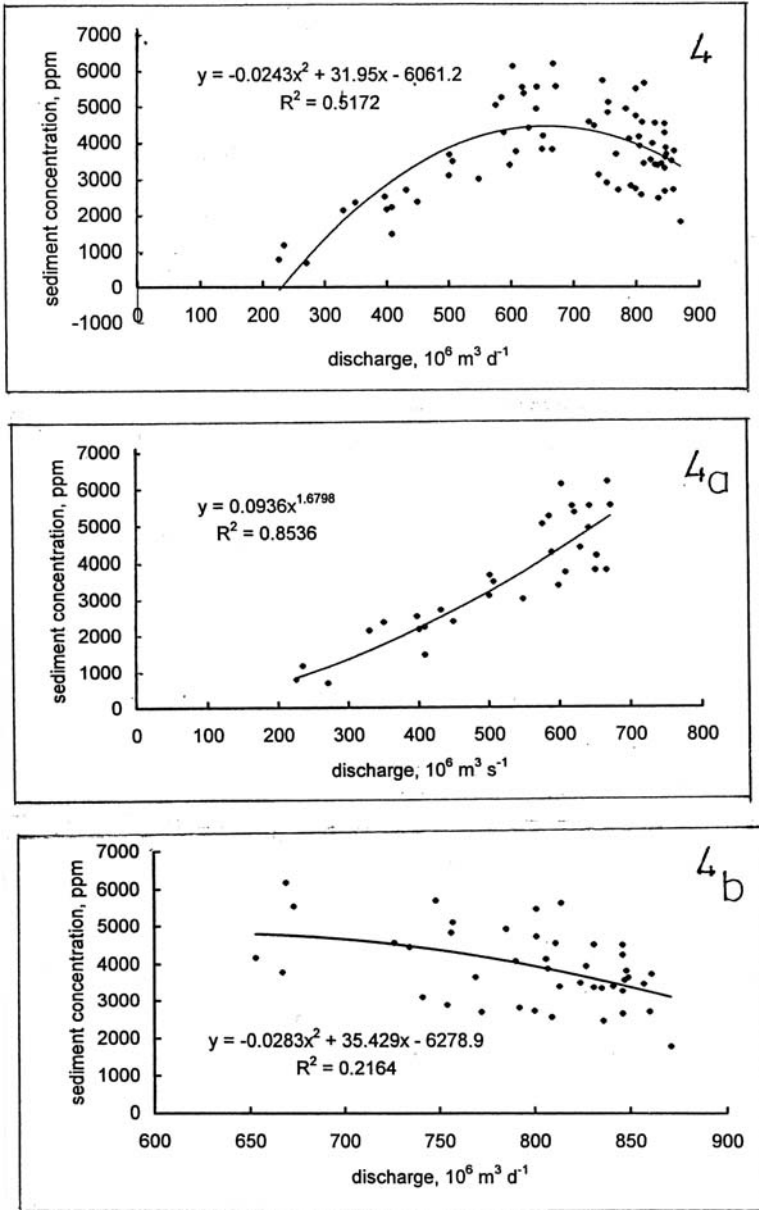 4
7000
6000
5000
4000
3000
2000
1000
0
-1000
sediment concentration, ppm
y = -0.0243x² + 31.95x - 6061.2
R² = 0.5172
0 100 200 300 400 500 600 700 800 900
discharge, 10⁶ m³ d⁻¹
4a
7000
6000
5000
4000
3000
2000
1000
0
sediment concentration, ppm
y = 0.0936x^1.6798
R² = 0.8536
0 100 200 300 400 500 600 700 800
discharge, 10⁶ m³ s⁻¹
4b
7000
6000
5000
4000
3000
2000
1000
0
sediment concentration, ppm
y = -0.0283x² + 35.429x - 6278.9
R² = 0.2164
600 650 700 750 800 850 900
discharge, 10⁶ m³ d⁻¹